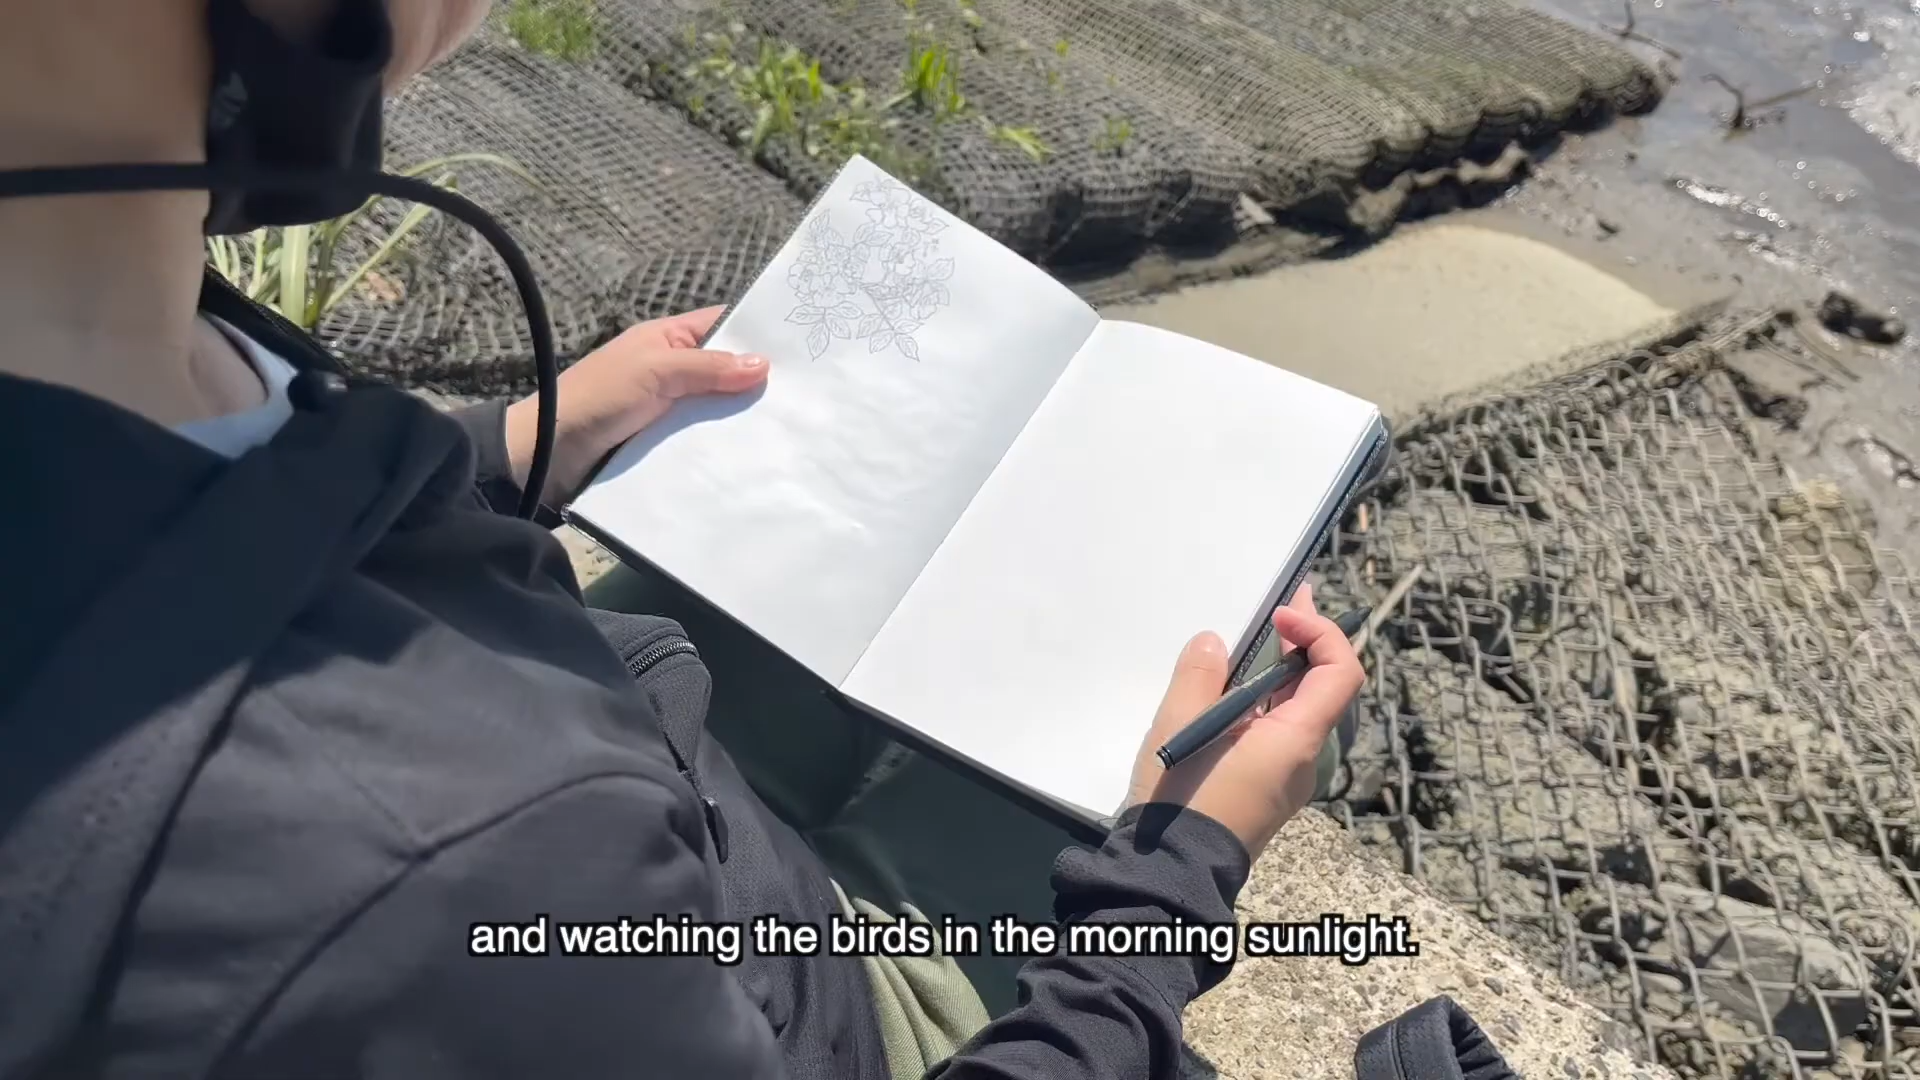 and watching the birds in the morning sunlight.